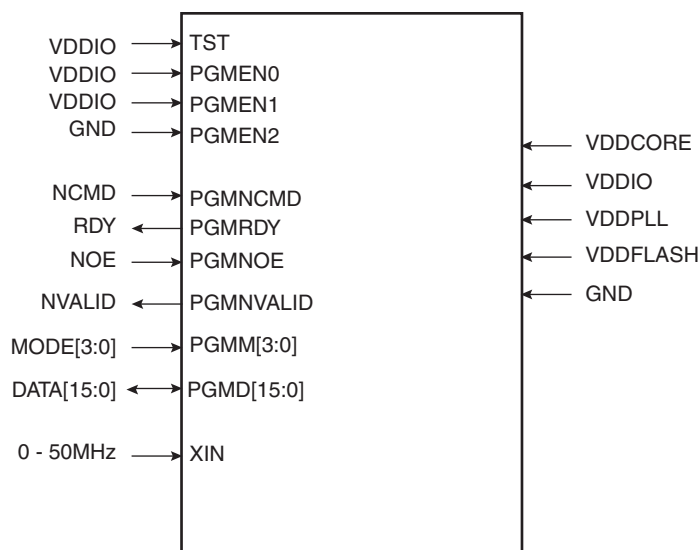 VDDIO TST
VDDIO PGMEN0
VDDIO PGMEN1
GND PGMEN2
VDDCORE
VDDIO
NCMD PGMNCMD
RDY PGMRDY
VDDPLL
NOE PGMNOE
VDDFLASH
NVALID PGMNVALID
GND
MODE[3:0] PGMM[3:0]
DATA[15:0] PGMD[15:0]
0 - 50MHz XIN